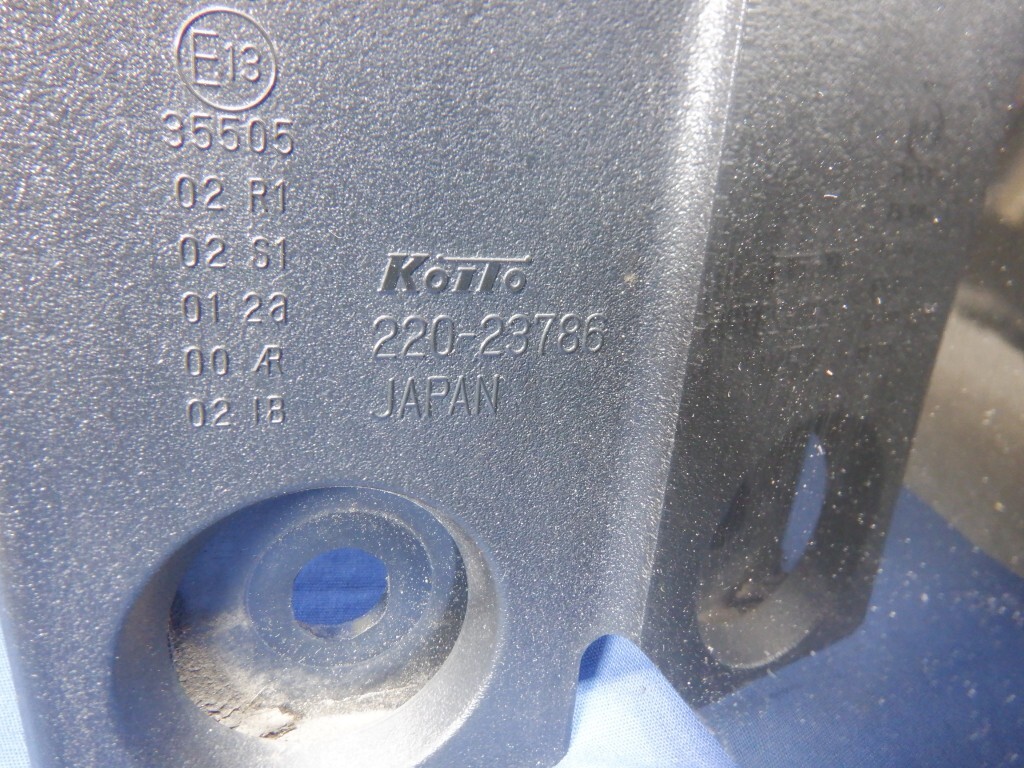 E13
35505
02 R1
02 S1
01 2a
00 AR
02 IB
KOITO
220-23786
JAPAN